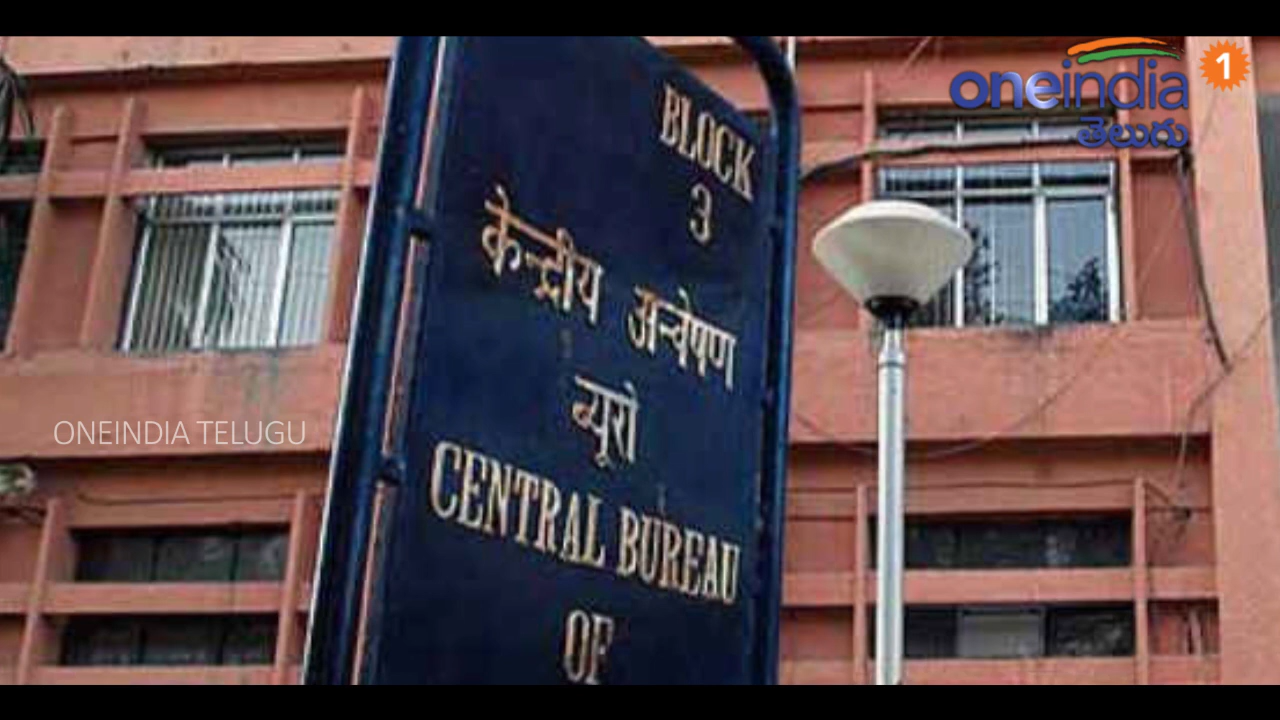 oneindia
తెలుగు
1
BLOCK
3
केन्द्रीय अन्वेषण
ब्यूरो
CENTRAL BUREAU
OF
ONEINDIA TELUGU